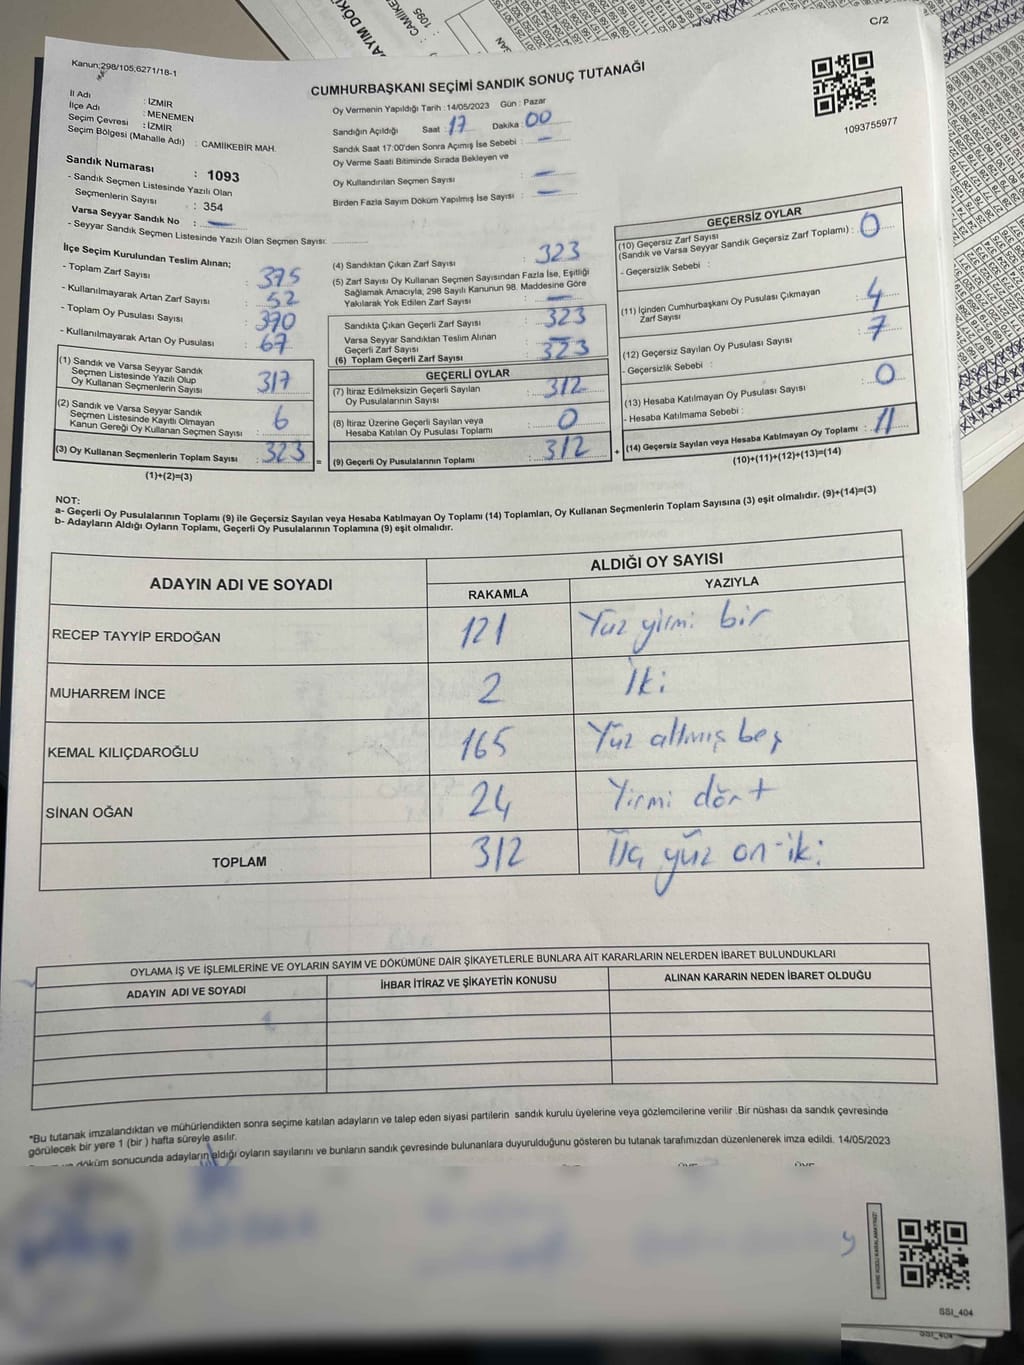 C/2
Kanun:298/105,6271/18-1
CUMHURBAŞKANI SEÇİMİ SANDIK SONUÇ TUTANAĞI
1093755977
İl Adı : İZMİR
İlçe Adı : MENEMEN
Seçim Çevresi : İZMİR
Seçim Bölgesi (Mahalle Adı) : CAMİİKEBİR MAH.
Sandık Numarası : 1093
- Sandık Seçmen Listesinde Yazılı Olan
Seçmenlerin Sayısı : 354
Varsa Seyyar Sandık No : —
- Seyyar Sandık Seçmen Listesinde Yazılı Olan Seçmen Sayısı:
Oy Vermenin Yapıldığı Tarih : 14/05/2023 Gün : Pazar
Sandığın Açıldığı Saat : 17 Dakika : 00
Sandık Saat 17:00'den Sonra Açımış İse Sebebi : —
Oy Verme Saati Bitiminde Sırada Bekleyen ve
Oy Kullandırılan Seçmen Sayısı : —
Birden Fazla Sayım Döküm Yapılmış İse Sayısı : —
İlçe Seçim Kurulundan Teslim Alınan;
- Toplam Zarf Sayısı : 375
- Kullanılmayarak Artan Zarf Sayısı : 52
- Toplam Oy Pusulası Sayısı : 390
- Kullanılmayarak Artan Oy Pusulası : 67
(1) Sandık ve Varsa Seyyar Sandık
Seçmen Listesinde Yazılı Olup
Oy Kullanan Seçmenlerin Sayısı : 317
(2) Sandık ve Varsa Seyyar Sandık
Seçmen Listesinde Kayıtlı Olmayan
Kanun Gereği Oy Kullanan Seçmen Sayısı : 6
(3) Oy Kullanan Seçmenlerin Toplam Sayısı : 323
(1)+(2)=(3)
(4) Sandıktan Çıkan Zarf Sayısı : 323
(5) Zarf Sayısı Oy Kullanan Seçmen Sayısından Fazla İse, Eşitliği
Sağlamak Amacıyla, 298 Sayılı Kanunun 98. Maddesine Göre
Yakılarak Yok Edilen Zarf Sayısı : —
Sandıkta Çıkan Geçerli Zarf Sayısı : 323
Varsa Seyyar Sandıktan Teslim Alınan
Geçerli Zarf Sayısı : —
(6) Toplam Geçerli Zarf Sayısı : 323
GEÇERLİ OYLAR
(7) İtiraz Edilmeksizin Geçerli Sayılan
Oy Pusulalarının Sayısı : 312
(8) İtiraz Üzerine Geçerli Sayılan veya
Hesaba Katılan Oy Pusulası Toplamı : 0
= (9) Geçerli Oy Pusulalarının Toplamı : 312
GEÇERSİZ OYLAR
(10) Geçersiz Zarf Sayısı
(Sandık ve Varsa Seyyar Sandık Geçersiz Zarf Toplamı) : 0
- Geçersizlik Sebebi :
(11) İçinden Cumhurbaşkanı Oy Pusulası Çıkmayan
Zarf Sayısı : 4
(12) Geçersiz Sayılan Oy Pusulası Sayısı : 7
- Geçersizlik Sebebi :
(13) Hesaba Katılmayan Oy Pusulası Sayısı : 0
- Hesaba Katılmama Sebebi :
+ (14) Geçersiz Sayılan veya Hesaba Katılmayan Oy Toplamı : 11
(10)+(11)+(12)+(13)=(14)
NOT:
a- Geçerli Oy Pusulalarının Toplamı (9) ile Geçersiz Sayılan veya Hesaba Katılmayan Oy Toplamı (14) Toplamları, Oy Kullanan Seçmenlerin Toplam Sayısına (3) eşit olmalıdır. (9)+(14)=(3)
b- Adayların Aldığı Oyların Toplamı, Geçerli Oy Pusulalarının Toplamına (9) eşit olmalıdır.
ADAYIN ADI VE SOYADI
ALDIĞI OY SAYISI
RAKAMLA YAZIYLA
RECEP TAYYİP ERDOĞAN 121 Yüz yirmi bir
MUHARREM İNCE 2 İki
KEMAL KILIÇDAROĞLU 165 Yüz altmış beş
SİNAN OĞAN 24 Yirmi dört
TOPLAM 312 Üç yüz on-iki
OYLAMA İŞ VE İŞLEMLERİNE VE OYLARIN SAYIM VE DÖKÜMÜNE DAİR ŞİKAYETLERLE BUNLARA AİT KARARLARIN NELERDEN İBARET BULUNDUKLARI
ADAYIN ADI VE SOYADI İHBAR İTİRAZ VE ŞİKAYETİN KONUSU ALINAN KARARIN NEDEN İBARET OLDUĞU
*Bu tutanak imzalandıktan ve mühürlendikten sonra seçime katılan adayların ve talep eden siyasi partilerin sandık kurulu üyelerine veya gözlemcilerine verilir .Bir nüshası da sandık çevresinde
görülecek bir yere 1 (bir ) hafta süreyle asılır.
döküm sonucunda adayların aldığı oyların sayılarını ve bunların sandık çevresinde bulunanlara duyurulduğunu gösteren bu tutanak tarafımızdan düzenlenerek imza edildi. 14/05/2023
SSI_404